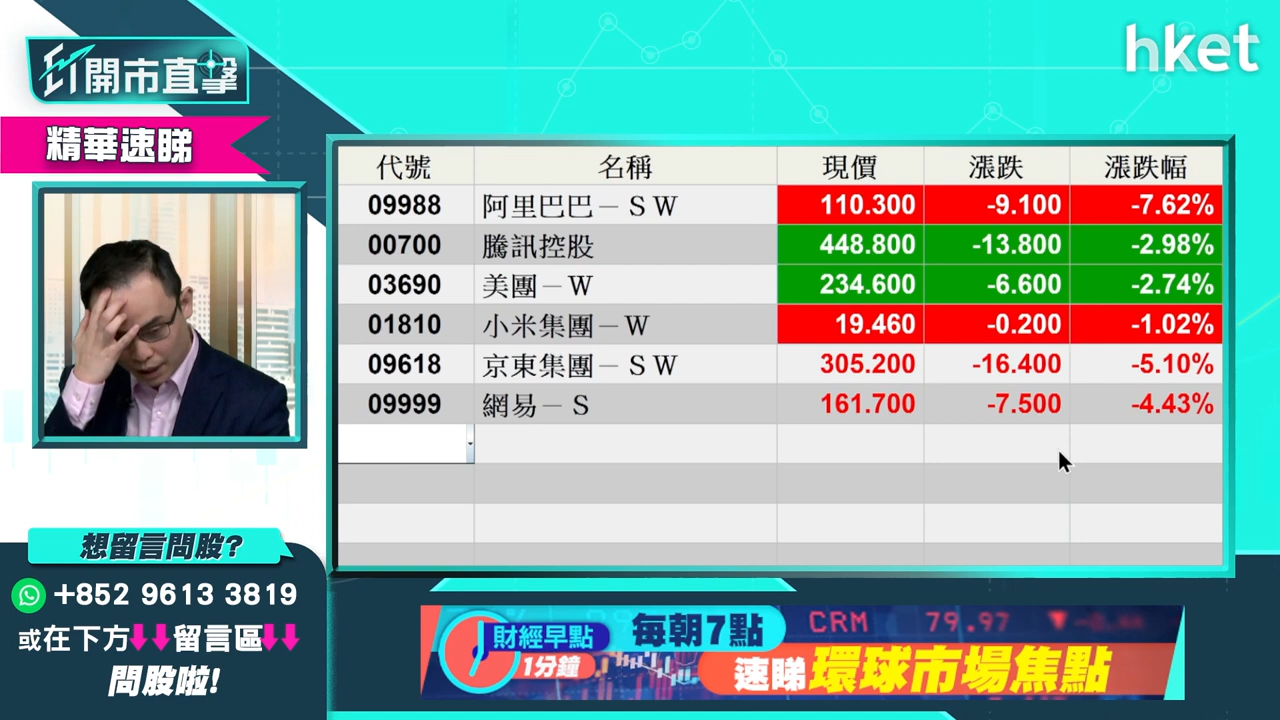 hket
ET開市直擊
精華速睇
代號 名稱 現價 漲跌 漲跌幅
09988 阿里巴巴－ＳＷ 110.300 -9.100 -7.62%
00700 騰訊控股 448.800 -13.800 -2.98%
03690 美團－Ｗ 234.600 -6.600 -2.74%
01810 小米集團－Ｗ 19.460 -0.200 -1.02%
09618 京東集團－ＳＷ 305.200 -16.400 -5.10%
09999 網易－Ｓ 161.700 -7.500 -4.43%
想留言問股?
+852 9613 3819
或在下方⬇⬇留言區⬇⬇
問股啦!
財經早點
1分鐘
每朝7點
CRM 79.97
速睇環球市場焦點